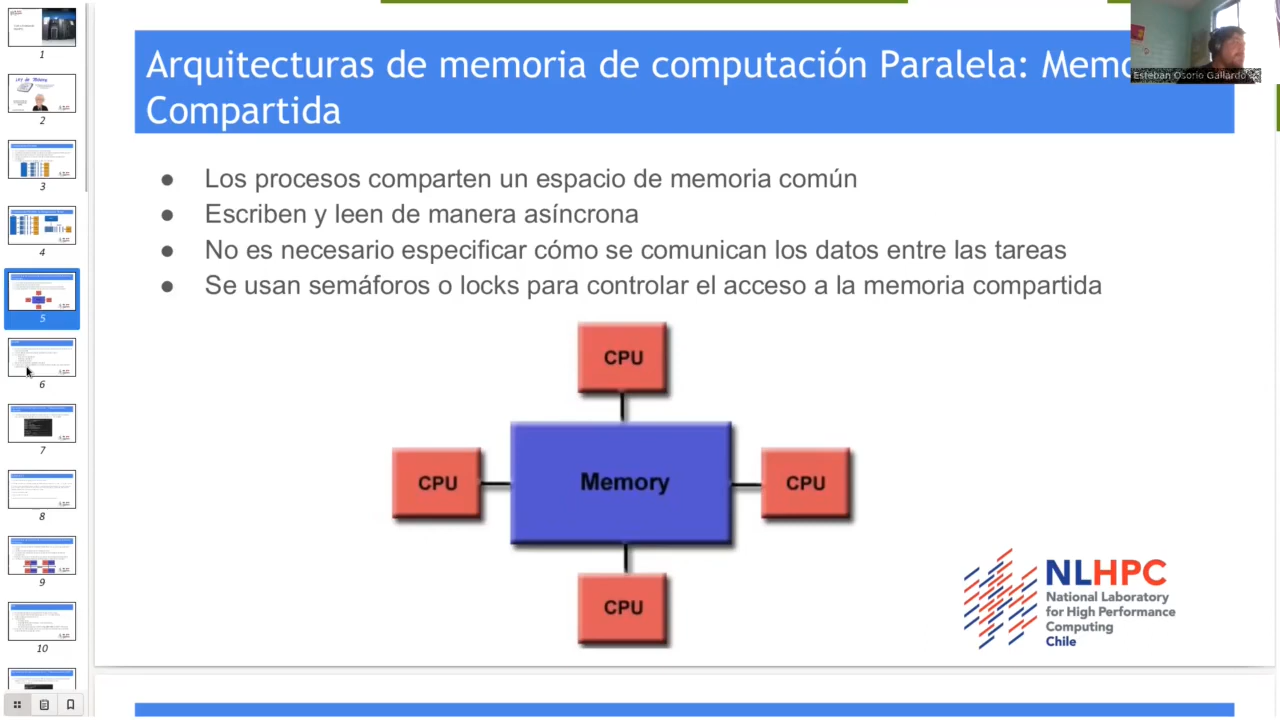 Arquitecturas de memoria de computación Paralela: Memo
Compartida
Esteban Osorio Gallardo
● Los procesos comparten un espacio de memoria común
● Escriben y leen de manera asíncrona
● No es necesario especificar cómo se comunican los datos entre las tareas
● Se usan semáforos o locks para controlar el acceso a la memoria compartida
CPU
CPU
Memory
CPU
CPU
NLHPC
National Laboratory
for High Performance
Computing
Chile
1
2
3
4
5
6
7
8
9
10